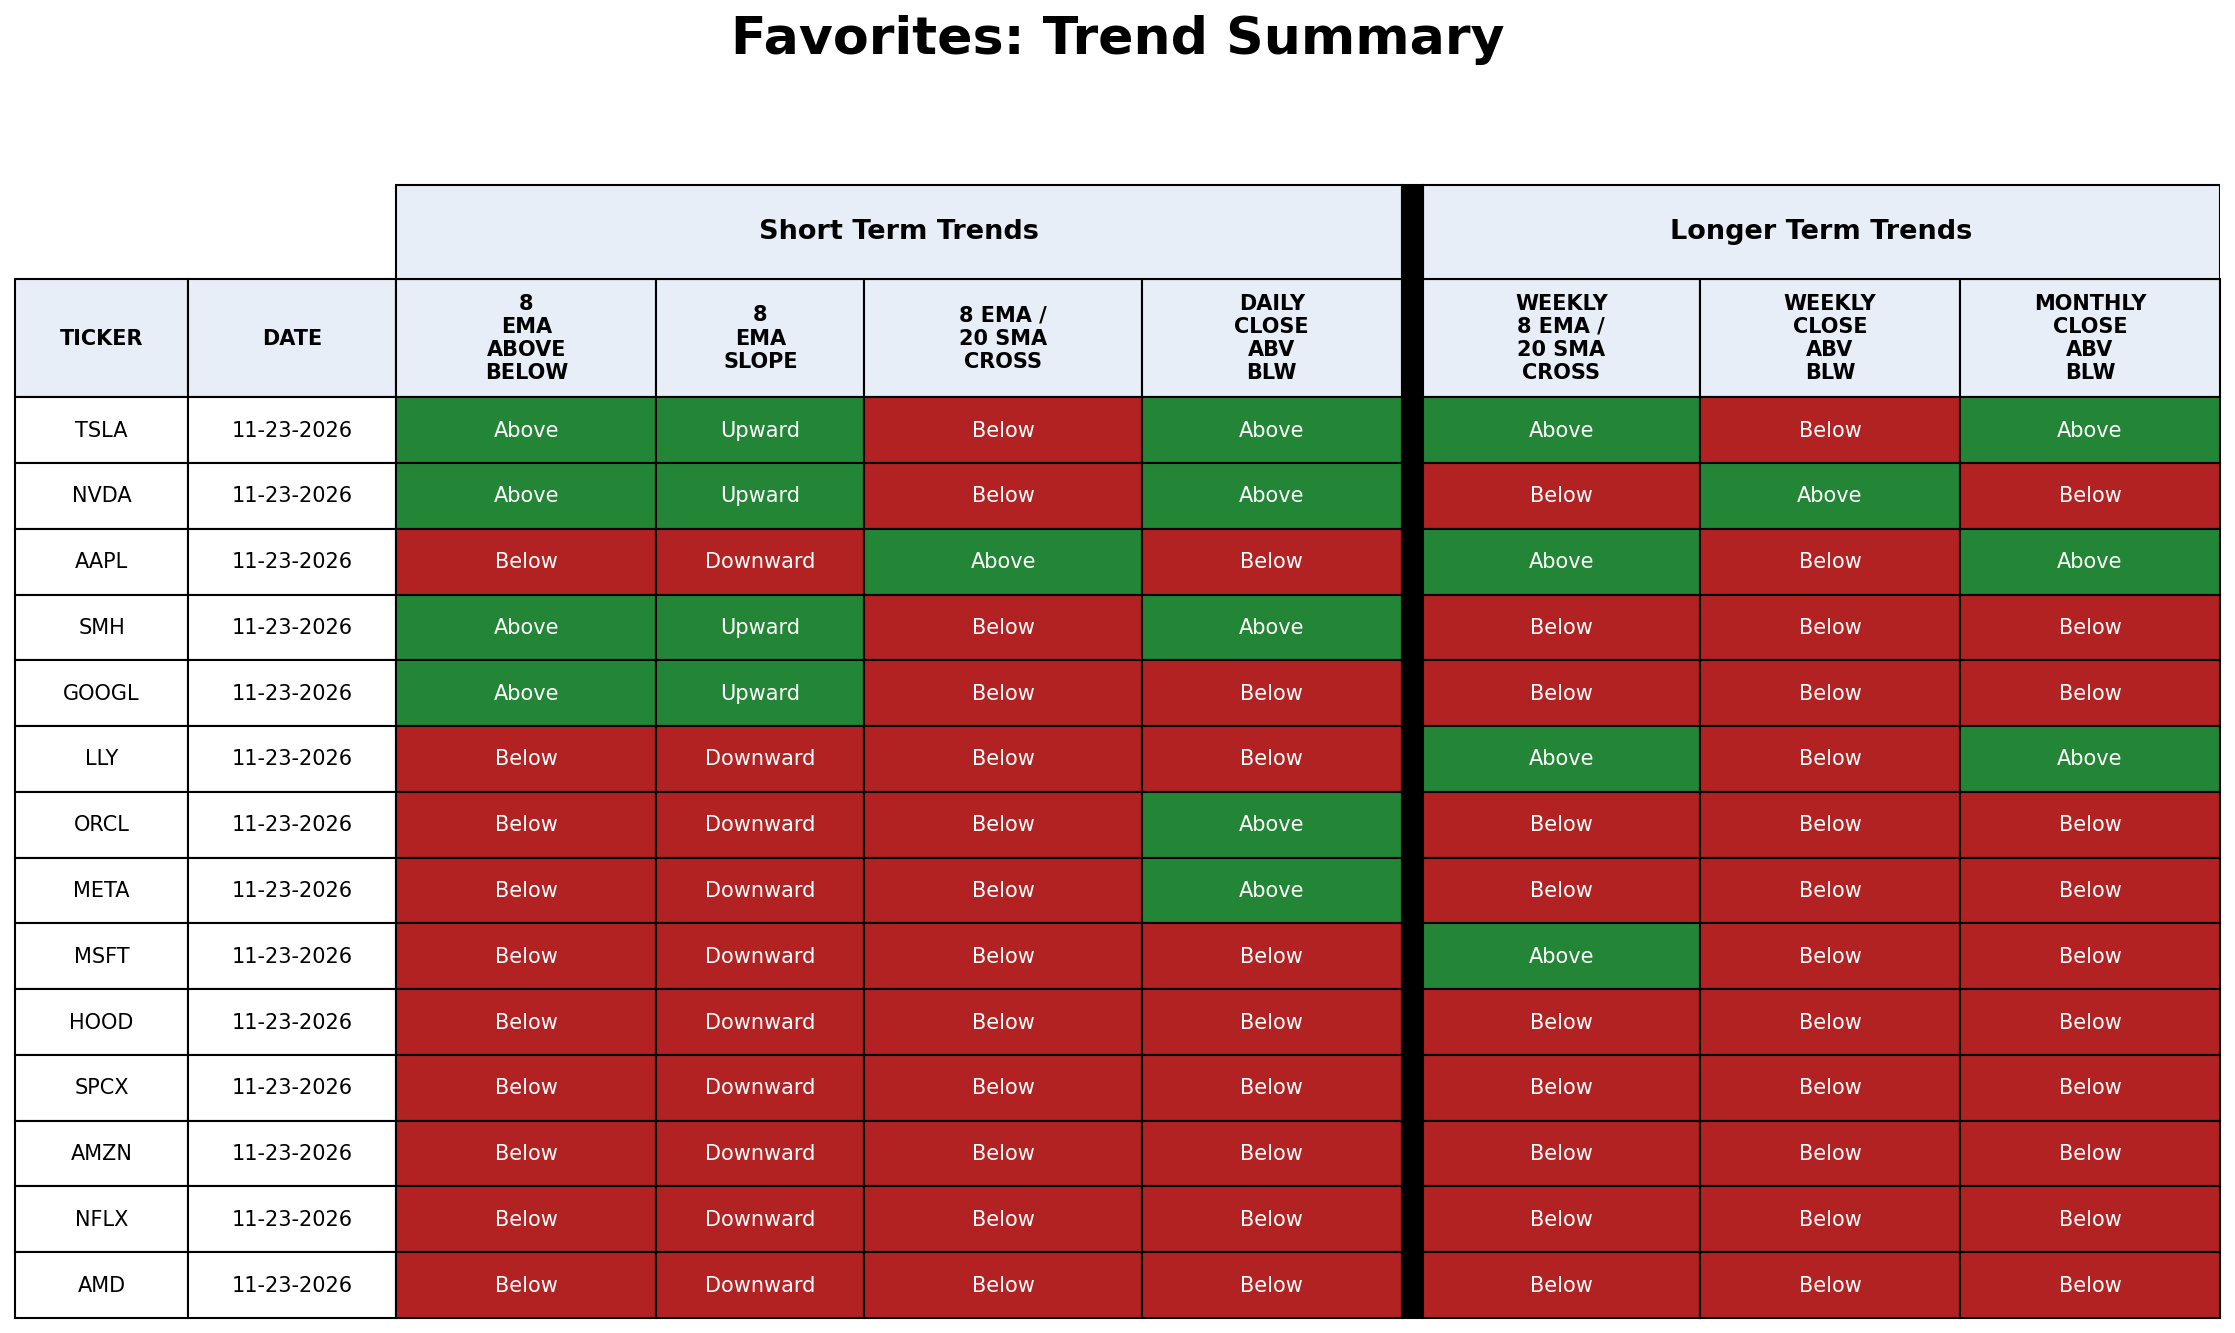 Favorites: Trend Summary
Short Term Trends Longer Term Trends
TICKER DATE 8 EMA ABOVE BELOW 8 EMA SLOPE 8 EMA / 20 SMA CROSS DAILY CLOSE ABV BLW WEEKLY 8 EMA / 20 SMA CROSS WEEKLY CLOSE ABV BLW MONTHLY CLOSE ABV BLW
TSLA 11-23-2026 Above Upward Below Above Above Below Above
NVDA 11-23-2026 Above Upward Below Above Below Above Below
AAPL 11-23-2026 Below Downward Above Below Above Below Above
SMH 11-23-2026 Above Upward Below Above Below Below Below
GOOGL 11-23-2026 Above Upward Below Below Below Below Below
LLY 11-23-2026 Below Downward Below Below Above Below Above
ORCL 11-23-2026 Below Downward Below Above Below Below Below
META 11-23-2026 Below Downward Below Above Below Below Below
MSFT 11-23-2026 Below Downward Below Below Above Below Below
HOOD 11-23-2026 Below Downward Below Below Below Below Below
SPCX 11-23-2026 Below Downward Below Below Below Below Below
AMZN 11-23-2026 Below Downward Below Below Below Below Below
NFLX 11-23-2026 Below Downward Below Below Below Below Below
AMD 11-23-2026 Below Downward Below Below Below Below Below